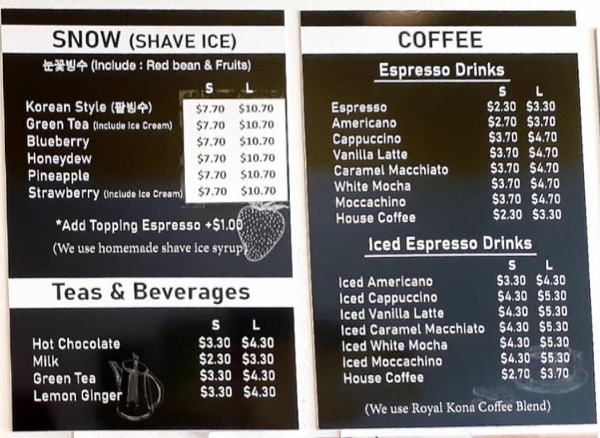 SNOW (SHAVE ICE)
눈꽃빙수 (Include : Red bean & Fruits)
S L
Korean Style (팥빙수) $7.70 $10.70
Green Tea (Include Ice Cream) $7.70 $10.70
Blueberry $7.70 $10.70
Honeydew $7.70 $10.70
Pineapple $7.70 $10.70
Strawberry (Include Ice Cream) $7.70 $10.70
*Add Topping Espresso +$1.00
(We use homemade shave ice syrup)
Teas & Beverages
S L
Hot Chocolate $3.30 $4.30
Milk $2.30 $3.30
Green Tea $3.30 $4.30
Lemon Ginger $3.30 $4.30
COFFEE
Espresso Drinks
S L
Espresso $2.30 $3.30
Americano $2.70 $3.70
Cappuccino $3.70 $4.70
Vanilla Latte $3.70 $4.70
Caramel Macchiato $3.70 $4.70
White Mocha $3.70 $4.70
Moccachino $3.70 $4.70
House Coffee $2.30 $3.30
Iced Espresso Drinks
S L
Iced Americano $3.30 $4.30
Iced Cappuccino $4.30 $5.30
Iced Vanilla Latte $4.30 $5.30
Iced Caramel Macchiato $4.30 $5.30
Iced White Mocha $4.30 $5.30
Iced Moccachino $4.30 $5.30
House Coffee $2.70 $3.70
(We use Royal Kona Coffee Blend)